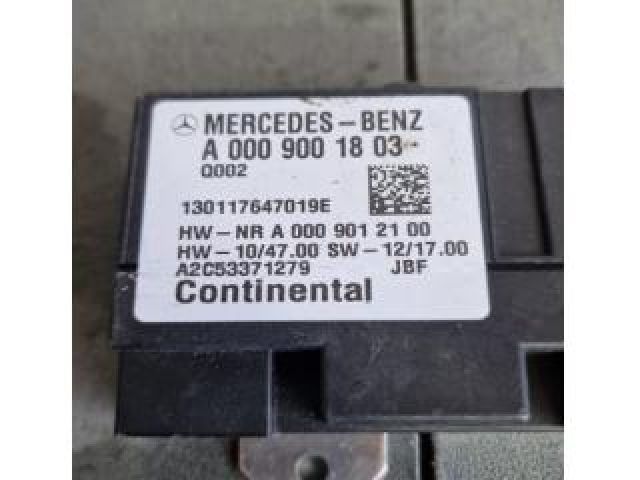 MERCEDES-BENZ
A 000 900 18 03
Q002
130117647019E
HW-NR A 000 901 21 00
HW-10/47.00 SW-12/17.00
A2C53371279 JBF
Continental